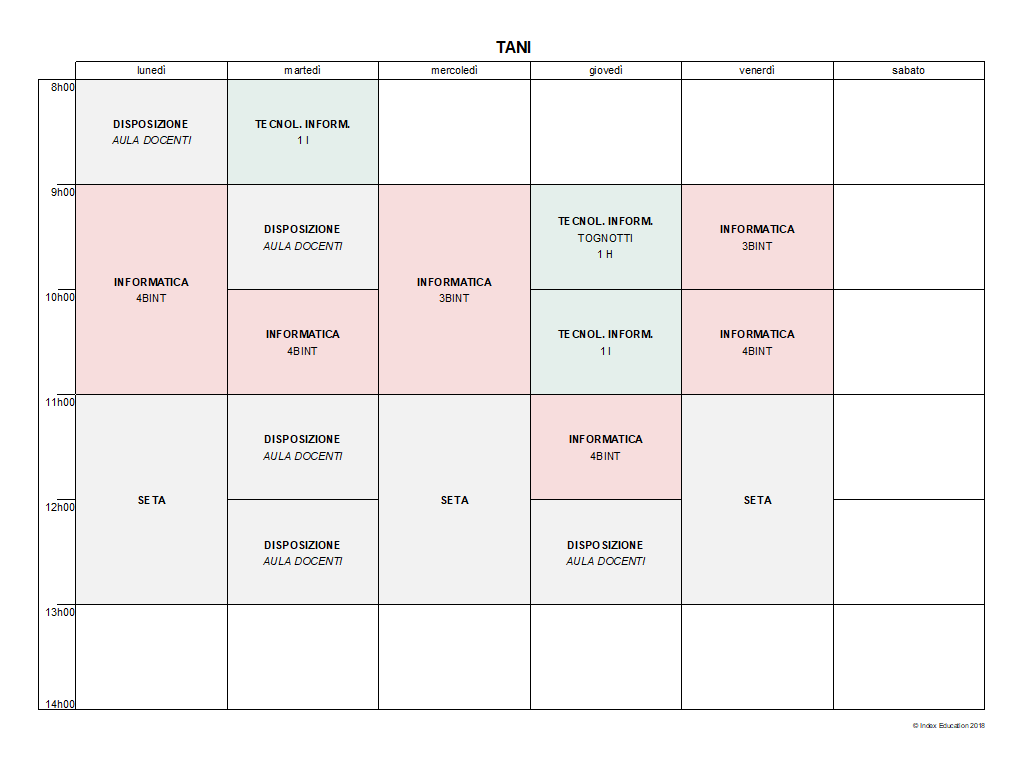 TANI
lunedì martedì mercoledì giovedì venerdì sabato
8h00
DISPOSIZIONE
AULA DOCENTI
TECNOL. INFORM.
1 I
9h00
INFORMATICA
4BINT
DISPOSIZIONE
AULA DOCENTI
INFORMATICA
3BINT
TECNOL. INFORM.
TOGNOTTI
1 H
INFORMATICA
3BINT
10h00
INFORMATICA
4BINT
TECNOL. INFORM.
1 I
INFORMATICA
4BINT
11h00
SETA
DISPOSIZIONE
AULA DOCENTI
SETA
INFORMATICA
4BINT
SETA
12h00
DISPOSIZIONE
AULA DOCENTI
DISPOSIZIONE
AULA DOCENTI
13h00
14h00
© Index Education 2018